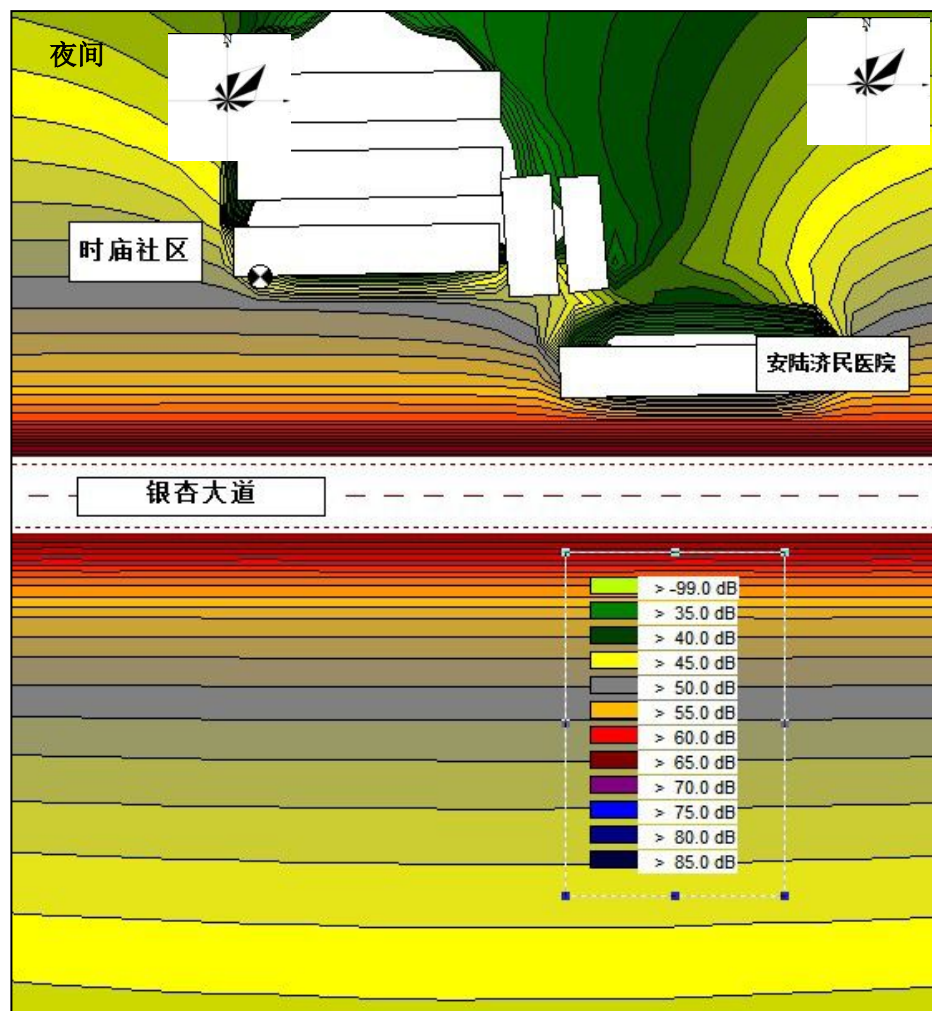 夜间
N
N
时庙社区
安陆济民医院
银杏大道
> -99.0 dB
> 35.0 dB
> 40.0 dB
> 45.0 dB
> 50.0 dB
> 55.0 dB
> 60.0 dB
> 65.0 dB
> 70.0 dB
> 75.0 dB
> 80.0 dB
> 85.0 dB